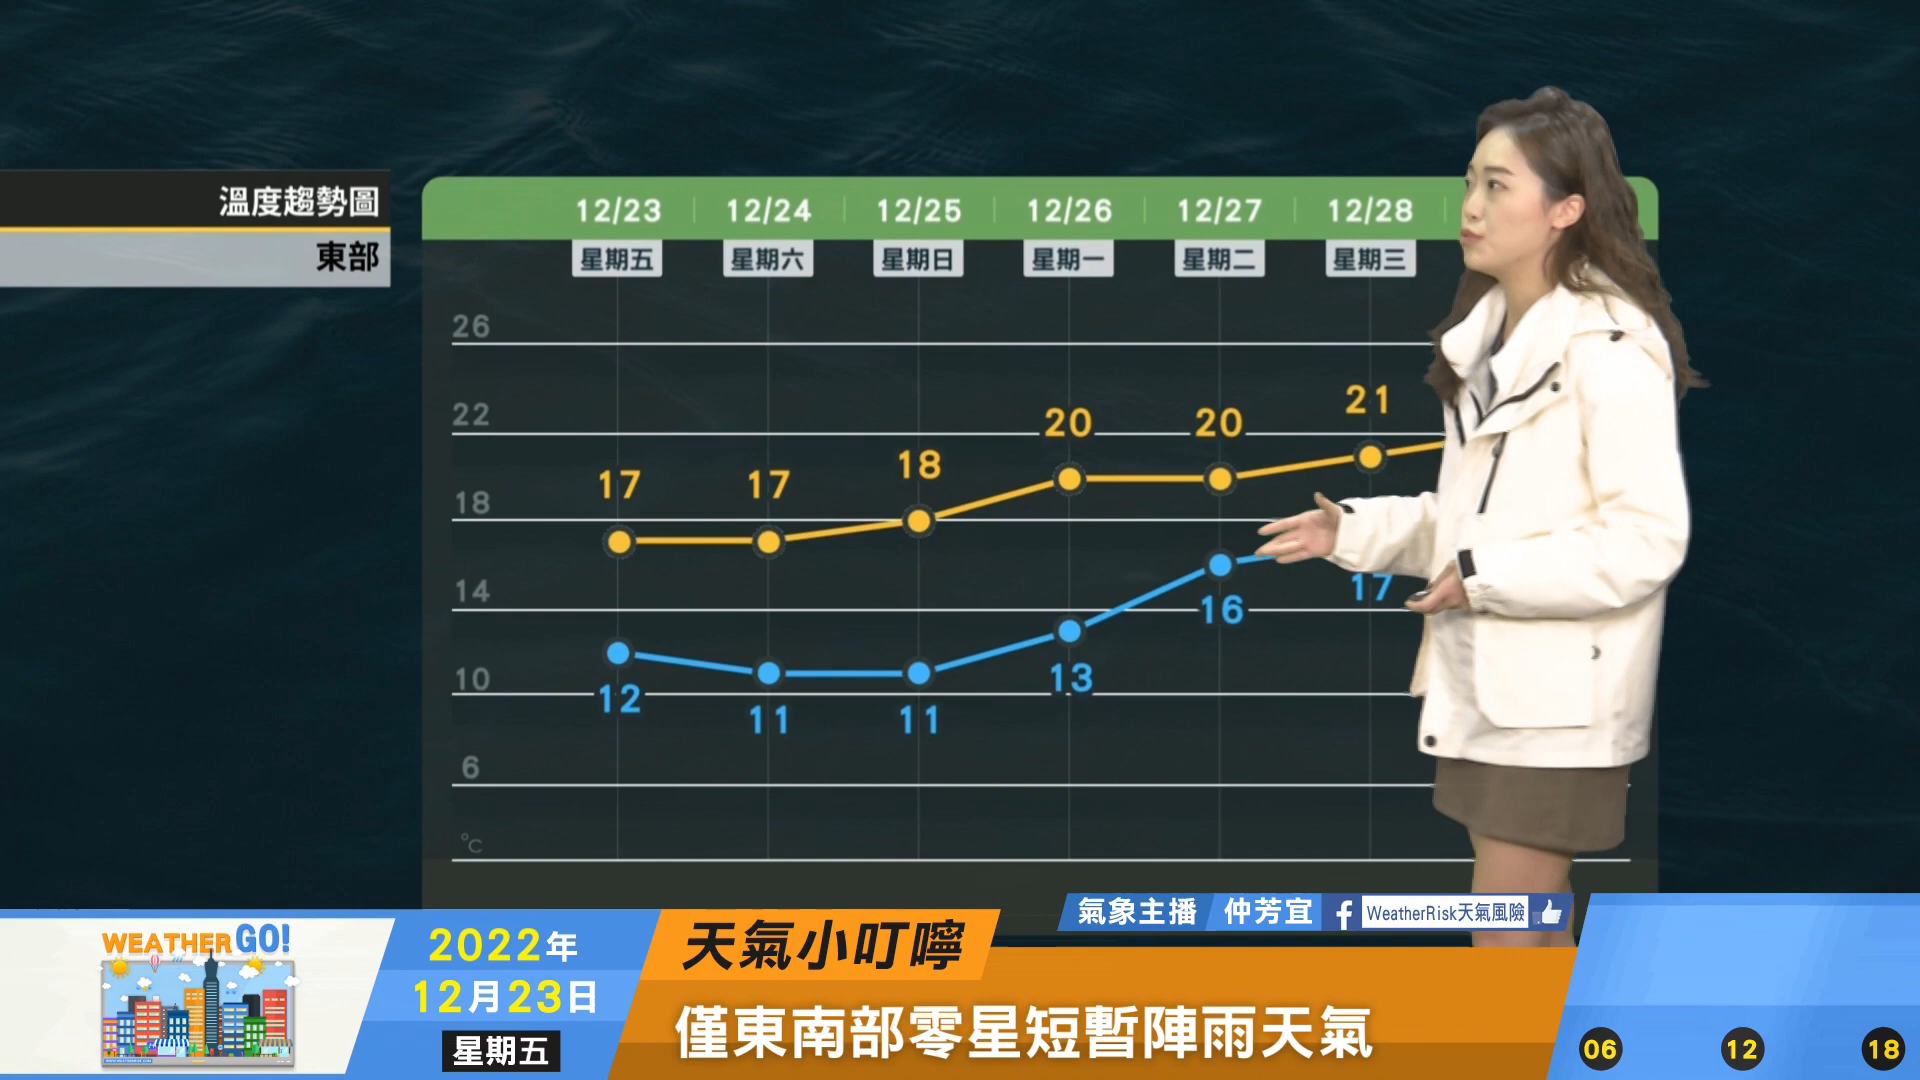 溫度趨勢圖
東部
12/23 12/24 12/25 12/26 12/27 12/28
星期五 星期六 星期日 星期一 星期二 星期三
26
22
18
14
10
6
°C
17 17 18 20 20 21
12 11 11 13 16 17
氣象主播 仲芳宜 WeatherRisk天氣風險
WEATHER GO!
2022年
12月23日
星期五
天氣小叮嚀
僅東南部零星短暫陣雨天氣
06 12 18